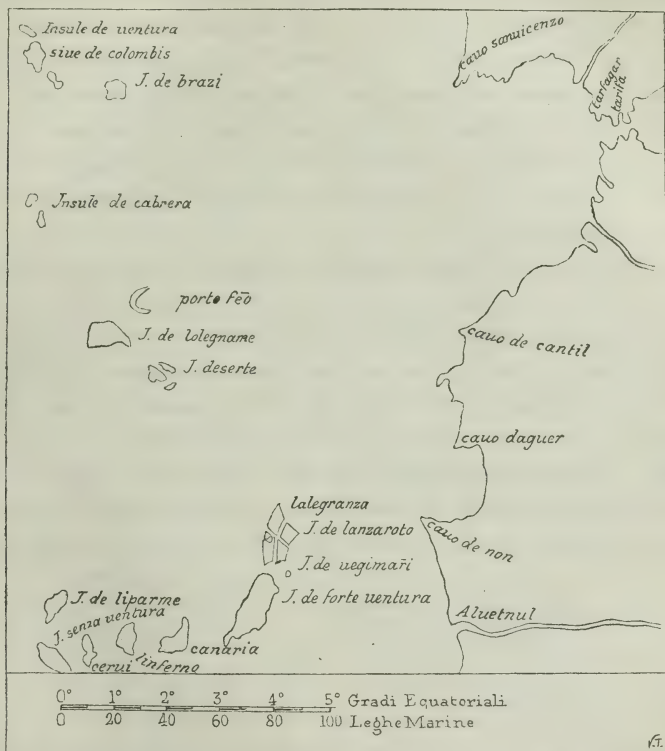 Insule de uentura
siue de colombis
J. de brazi
cauo sanuicenzo
tarfagar
tarifa
Insule de cabrera
porto fēo
J. de lolegname
cauo de cantil
J. deserte
cauo daguer
lalegranza
J. de lanzaroto
cauo de non
J. de uegimari
J. de liparme
J. de forte uentura
J. senza uentura
cerui
linferno
canaria
Aluetnul
0° 1° 2° 3° 4° 5° Gradi Equatoriali.
0 20 40 60 80 100 Leghe Marine